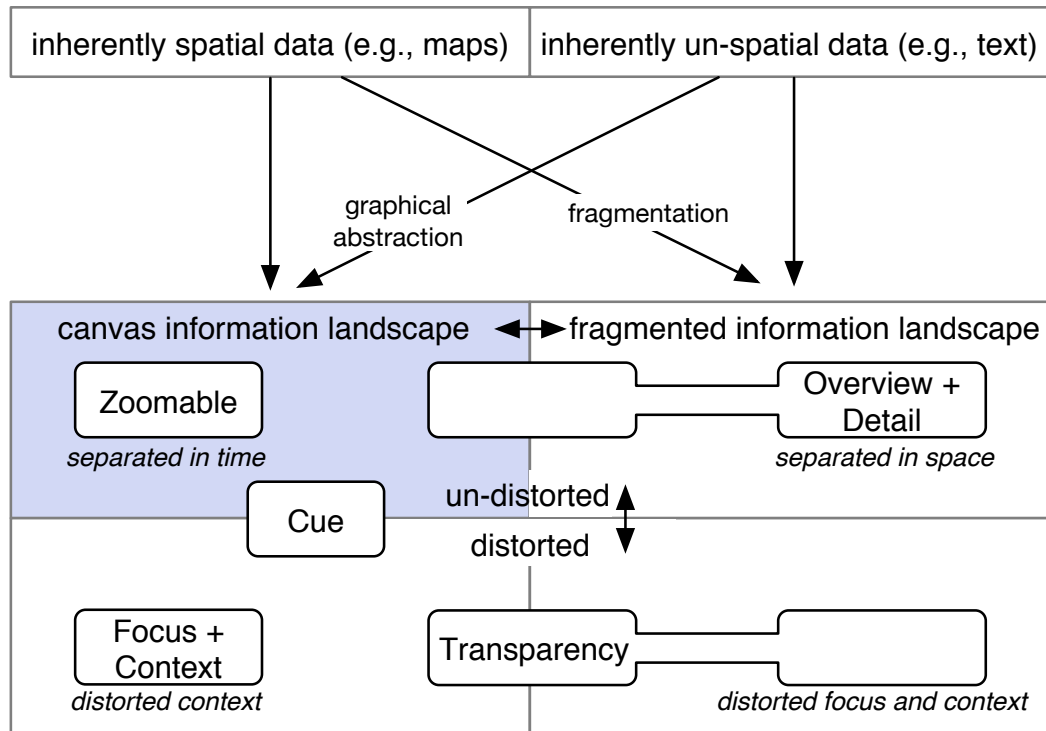 inherently spatial data (e.g., maps)
inherently un-spatial data (e.g., text)
graphical
abstraction
fragmentation
canvas information landscape
fragmented information landscape
Zoomable
separated in time
Overview +
Detail
separated in space
un-distorted
Cue
distorted
Focus +
Context
distorted context
Transparency
distorted focus and context